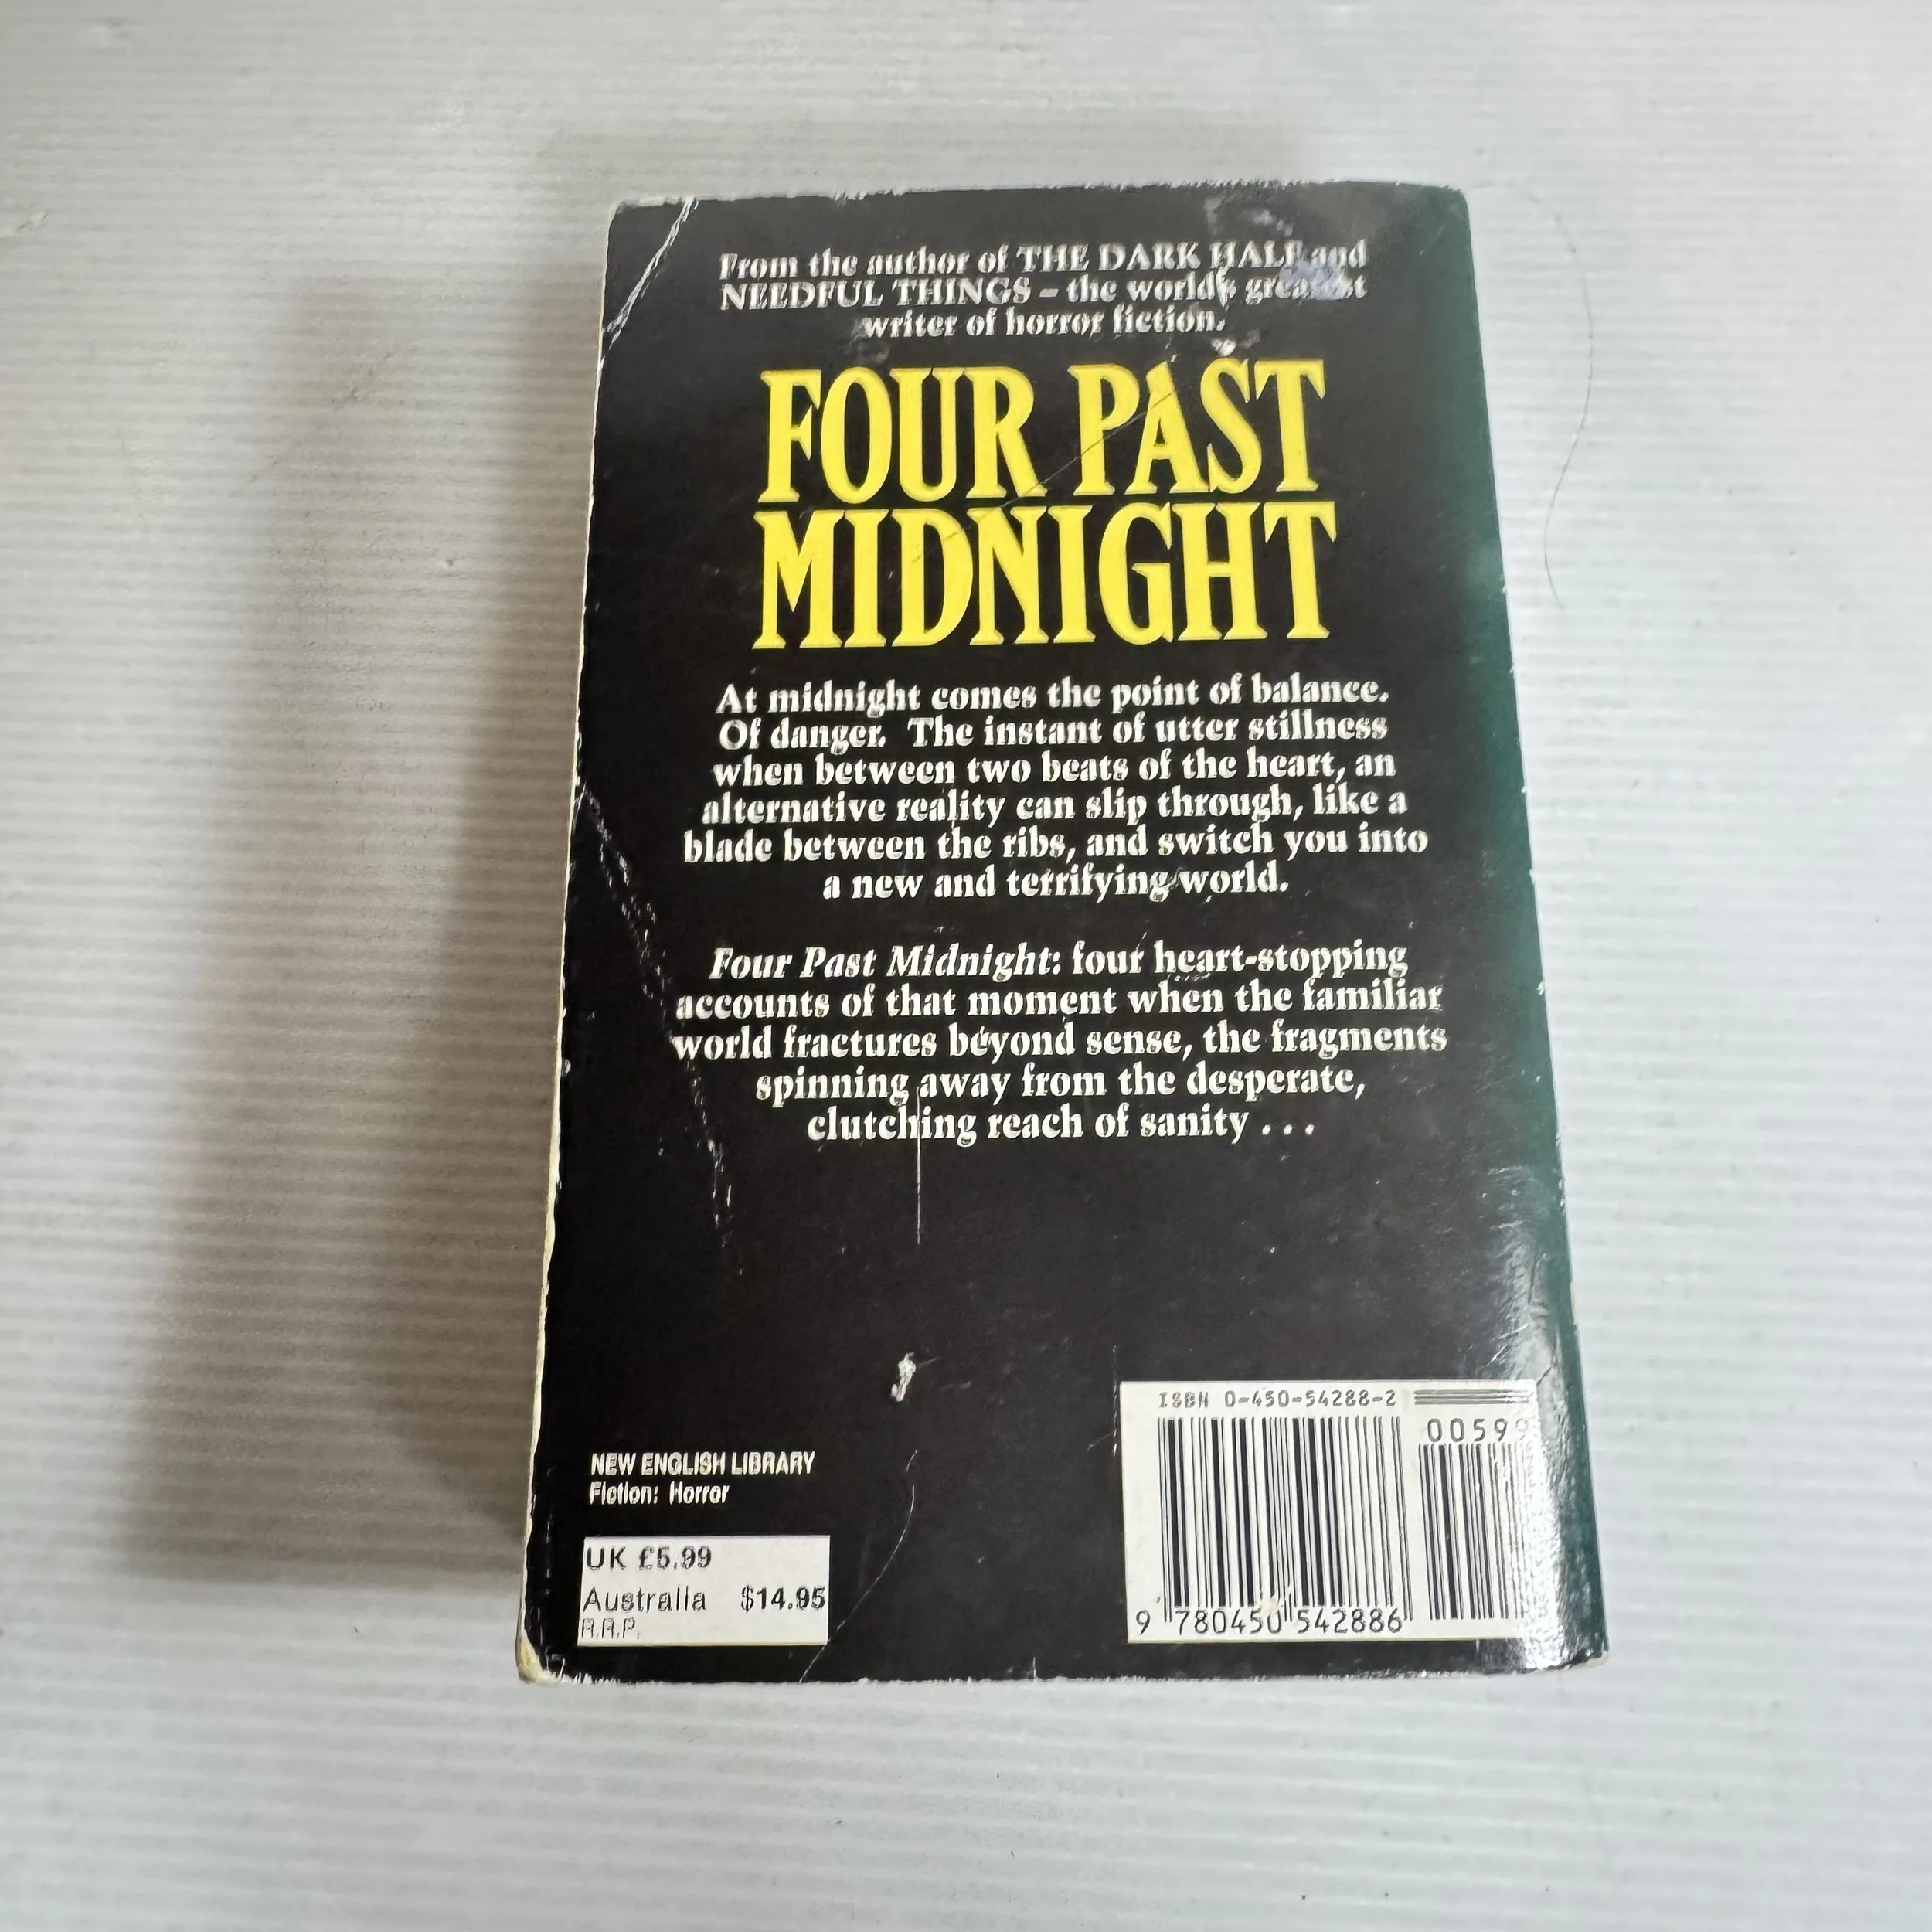 From the author of THE DARK HALF and
NEEDFUL THINGS – the world's greatest
writer of horror fiction.
FOUR PAST
MIDNIGHT
At midnight comes the point of balance.
Of danger. The instant of utter stillness
when between two beats of the heart, an
alternative reality can slip through, like a
blade between the ribs, and switch you into
a new and terrifying world.
Four Past Midnight: four heart-stopping
accounts of that moment when the familiar
world fractures beyond sense, the fragments
spinning away from the desperate,
clutching reach of sanity . . .
NEW ENGLISH LIBRARY
Fiction: Horror
UK £5.99
Australia $14.95
R.R.P.
ISBN 0-450-54288-2
00599
9 780450 542886